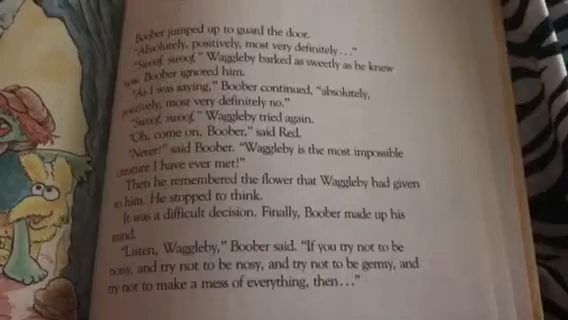 Boober jumped up to guard the door.
"Absolutely, positively, most very definitely..."
"Swoof, swoof," Waggleby barked as sweetly as he knew
how. Boober ignored him.
"As I was saying," Boober continued, "absolutely,
positively, most very definitely no."
"Swoof, swoof," Waggleby tried again.
"Oh, come on, Boober," said Red.
"Never!" said Boober. "Waggleby is the most impossible
creature I have ever met!"
Then he remembered the flower that Waggleby had given
to him. He stopped to think.
It was a difficult decision. Finally, Boober made up his
mind.
"Listen, Waggleby," Boober said. "If you try not to be
noisy, and try not to be nosy, and try not to be germy, and
try not to make a mess of everything, then..."